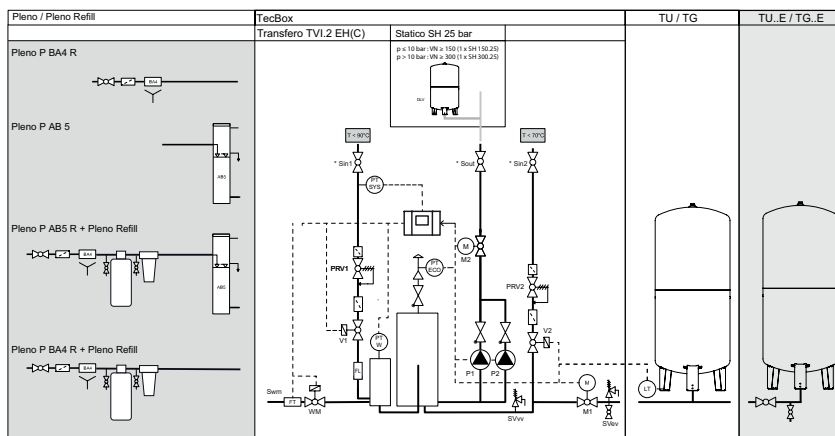 Pleno / Pleno Refill
TecBox
TU / TG
TU..E / TG..E
Transfero TVI.2 EH(C)
Statico SH 25 bar
p ≤ 10 bar : VN ≥ 150 (1 x SH 150.25)
p > 10 bar : VN ≥ 300 (1 x SH 300.25)
Pleno P BA4 R
BA4
T < 90°C
T < 70°C
Pleno P AB 5
AB5
* Sin1
* Sout
* Sin2
PT
SYS
Pleno P AB5 R + Pleno Refill
BA4
AB5
M
M2
PRV1
PT
ECO
PRV2
V1
PT
W
V2
Pleno P BA4 R + Pleno Refill
BA4
FL
P1
P2
M
LT
Swm
FT
WM
SVvv
M1
SVev